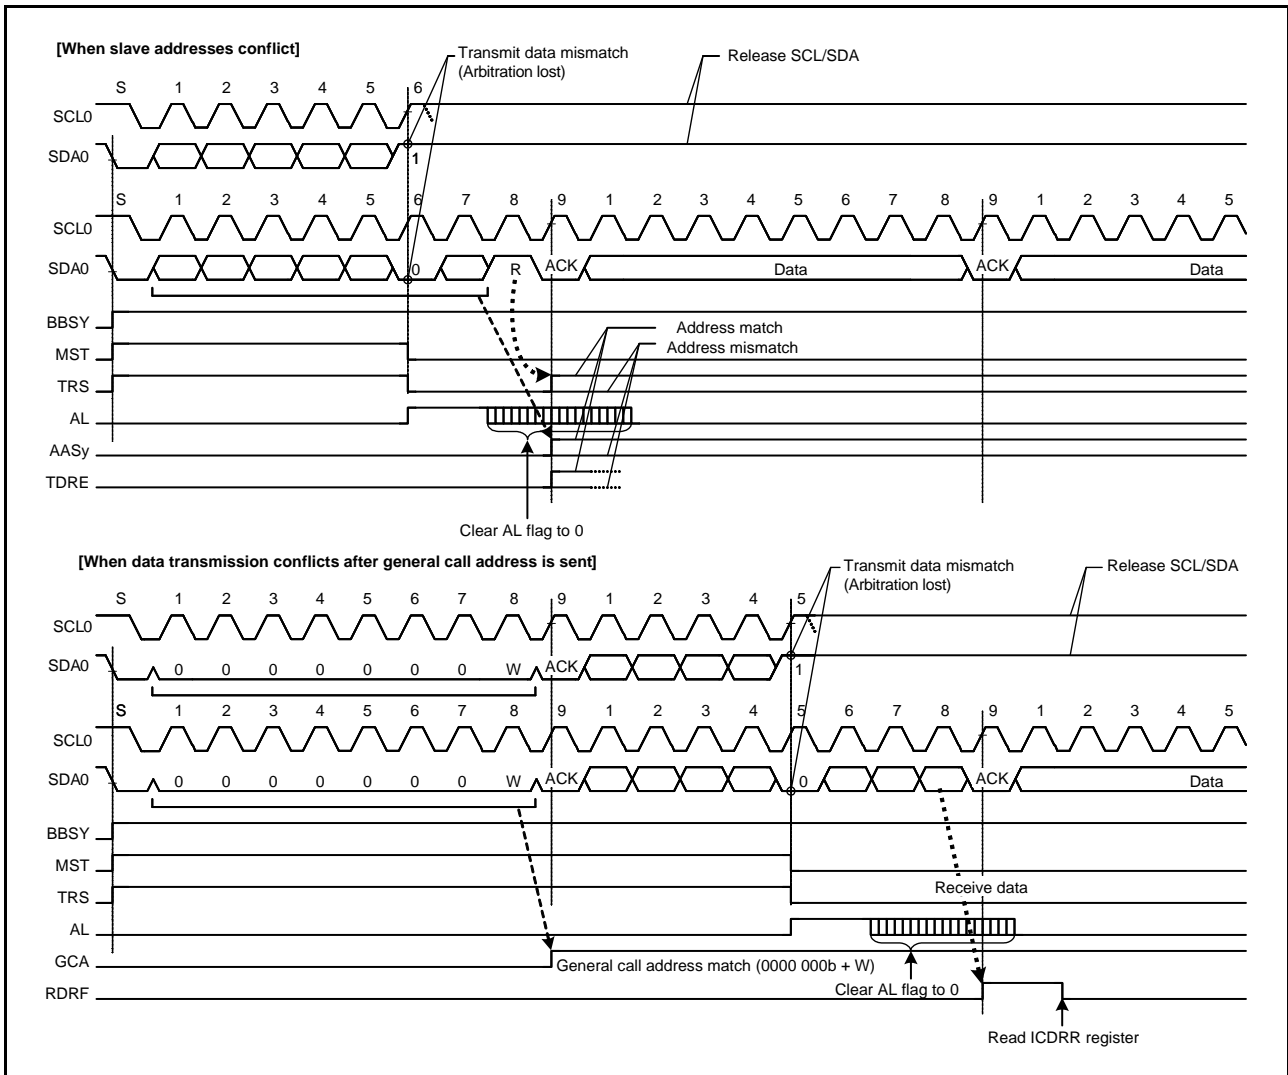 [When slave addresses conflict]
Transmit data mismatch
(Arbitration lost)
Release SCL/SDA
S 1 2 3 4 5 6
SCL0
SDA0 1
S 1 2 3 4 5 6 7 8 9 1 2 3 4 5 6 7 8 9 1 2 3 4 5
SCL0
SDA0 0 R ACK Data ACK Data
BBSY
Address match
MST
Address mismatch
TRS
AL
AASy
TDRE
Clear AL flag to 0
[When data transmission conflicts after general call address is sent]
Transmit data mismatch
(Arbitration lost)
Release SCL/SDA
S 1 2 3 4 5 6 7 8 9 1 2 3 4 5
SCL0
SDA0 0 0 0 0 0 0 0 W ACK 1
S 1 2 3 4 5 6 7 8 9 1 2 3 4 5 6 7 8 9 1 2 3 4 5
SCL0
SDA0 0 0 0 0 0 0 0 W ACK 0 ACK Data
BBSY
MST
TRS
Receive data
AL
GCA
General call address match (0000 000b + W)
Clear AL flag to 0
RDRF
Read ICDRR register